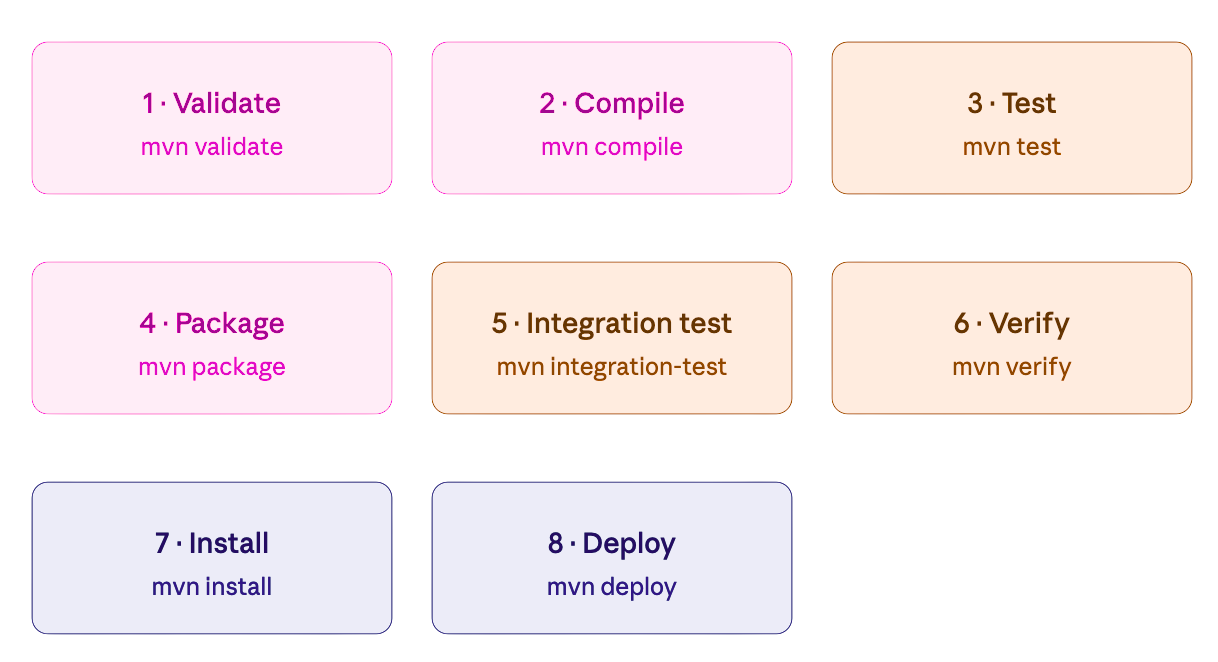 1 · Validate
mvn validate
2 · Compile
mvn compile
3 · Test
mvn test
4 · Package
mvn package
5 · Integration test
mvn integration-test
6 · Verify
mvn verify
7 · Install
mvn install
8 · Deploy
mvn deploy